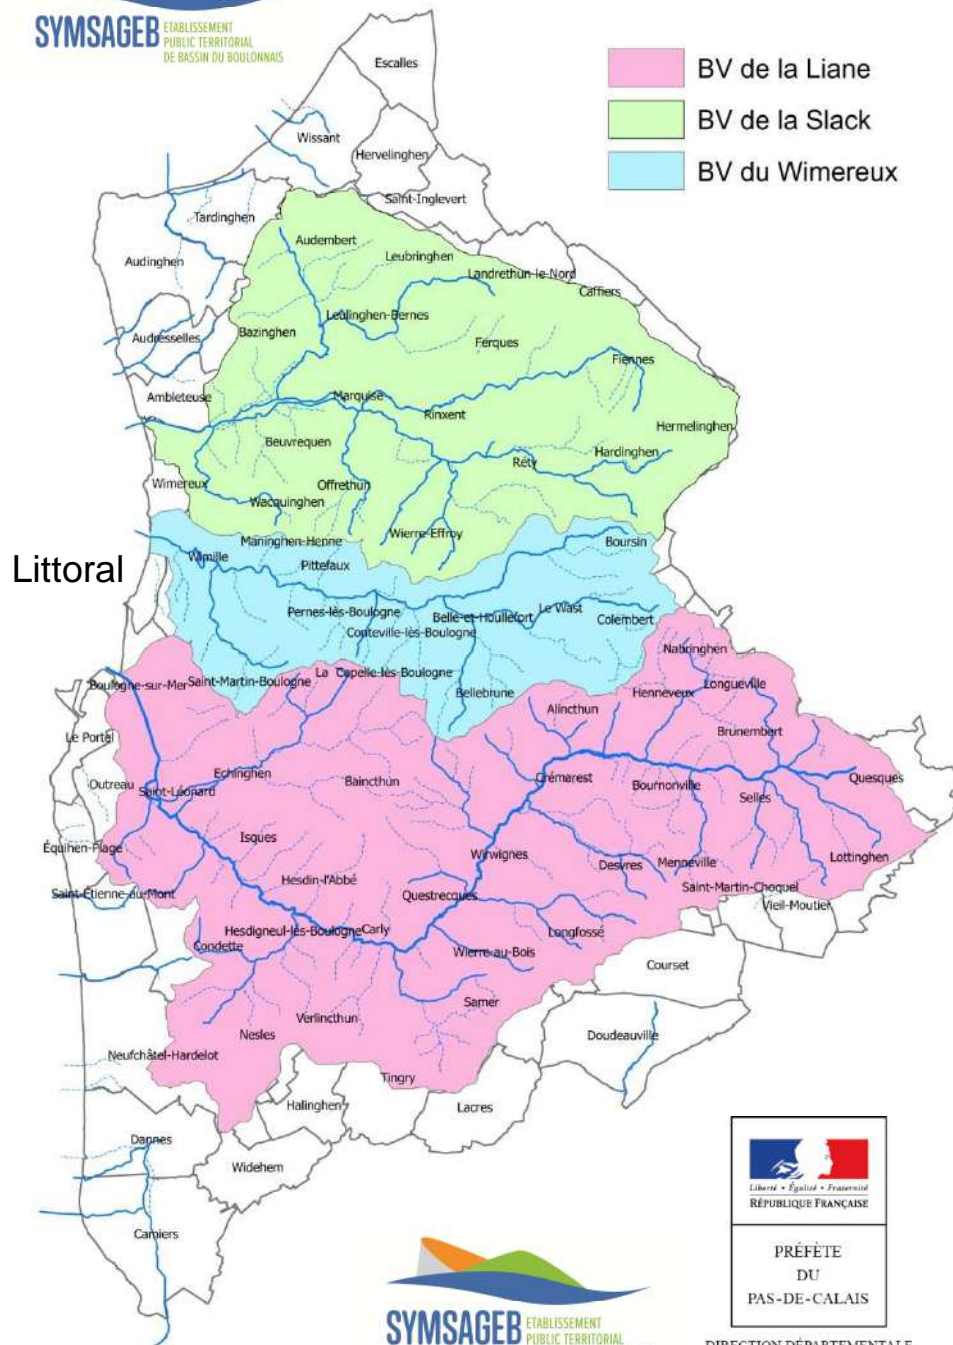 SYMSAGEB
ETABLISSEMENT
PUBLIC TERRITORIAL
DE BASSIN DU BOULONNAIS
BV de la Liane
BV de la Slack
BV du Wimereux
Escalles
Wissant
Hervelinghen
Saint-Inglevert
Tardinghen
Audembert
Leubringhen
Audinghen
Landrethun-le-Nord
Caffiers
Leulinghen-Bernes
Bazinghen
Audresselles
Ferques
Fiennes
Ambleteuse
Marquise
Rinxent
Hermelinghen
Beuvrequen
Hardinghen
Réty
Wimereux
Offrethun
Wacquinghen
Wierre-Effroy
Maninghen-Henne
Boursin
Littoral
Wimille
Pittefaux
Pernes-lès-Boulogne
Belle-et-Houllefort
Le Wast
Colembert
Conteville-lès-Boulogne
Nabringhen
La Capelle-lès-Boulogne
Boulogne-sur-Mer
Saint-Martin-Boulogne
Longueville
Bellebrune
Henneveux
Alincthun
Le Portel
Brunembert
Echinghen
Baincthun
Crémarest
Quesques
Outreau
Saint-Léonard
Bournonville
Selles
Isques
Équihen-Plage
Wirwignes
Lottinghen
Desvres
Menneville
Hesdin-l'Abbé
Saint-Martin-Choquel
Saint-Étienne-au-Mont
Questrecques
Vieil-Moutier
Hesdigneul-lès-Boulogne
Carly
Longfossé
Condette
Wierre-au-Bois
Courset
Samer
Verlincthun
Nesles
Doudeauville
Neufchâtel-Hardelot
Tingry
Halinghen
Lacres
Dannes
Widehem
Camiers
Liberté • Égalité • Fraternité
RÉPUBLIQUE FRANÇAISE
PRÉFÈTE
DU
PAS-DE-CALAIS
SYMSAGEB
ETABLISSEMENT
PUBLIC TERRITORIAL
DIRECTION DÉPARTEMENTALE